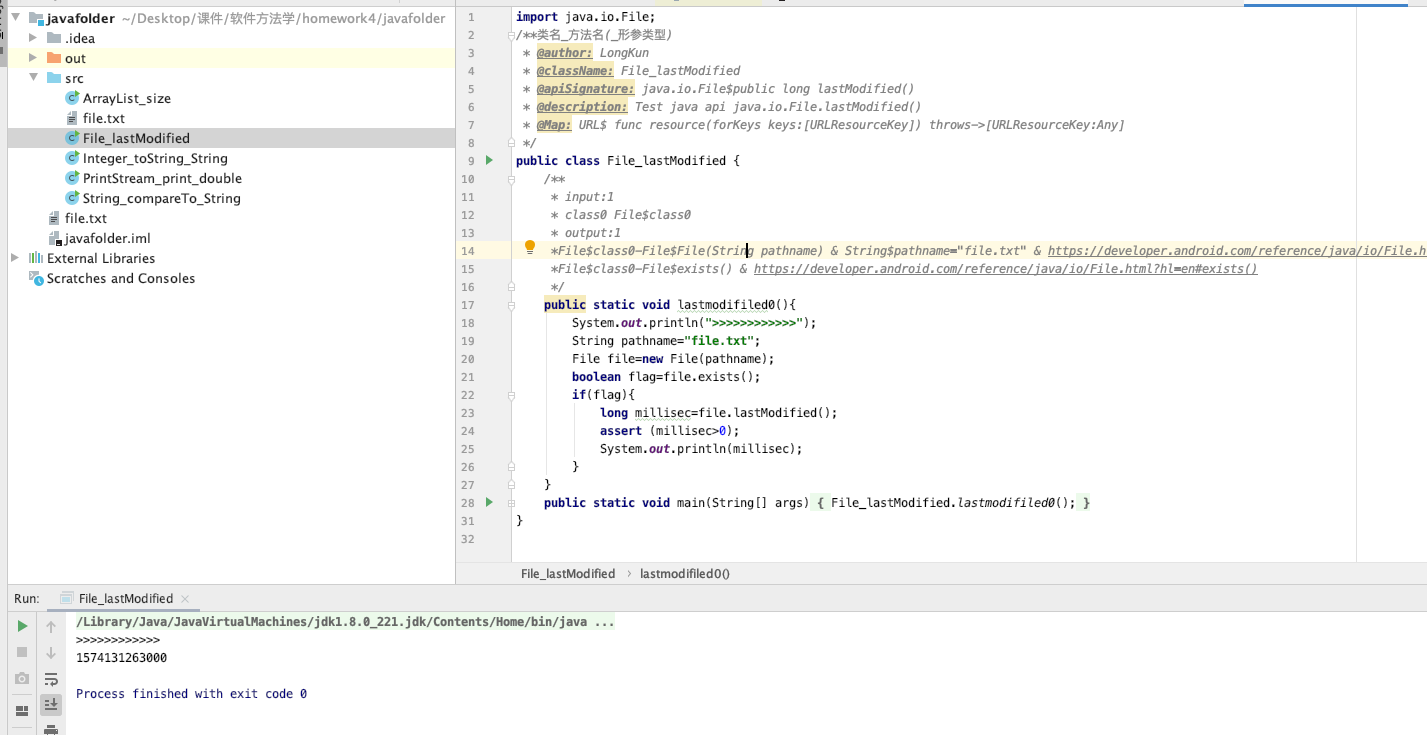 javafolder ~/Desktop/课件/软件方法学/homework4/javafolder
.idea
out
src
ArrayList_size
file.txt
File_lastModified
Integer_toString_String
PrintStream_print_double
String_compareTo_String
file.txt
javafolder.iml
External Libraries
Scratches and Consoles
1 import java.io.File;
2 /**类名_方法名(_形参类型)
3 * @author: LongKun
4 * @className: File_lastModified
5 * @apiSignature: java.io.File$public long lastModified()
6 * @description: Test java api java.io.File.lastModified()
7 * @Map: URL$ func resource(forKeys keys:[URLResourceKey]) throws->[URLResourceKey:Any]
8 */
9 public class File_lastModified {
10 /**
11 * input:1
12 * class0 File$class0
13 * output:1
14 *File$class0-File$File(String pathname) & String$pathname="file.txt" & https://developer.android.com/reference/java/io/File.h
15 *File$class0-File$exists() & https://developer.android.com/reference/java/io/File.html?hl=en#exists()
16 */
17 public static void lastmodifiled0(){
18 System.out.println(">>>>>>>>>>>>");
19 String pathname="file.txt";
20 File file=new File(pathname);
21 boolean flag=file.exists();
22 if(flag){
23 long millisec=file.lastModified();
24 assert (millisec>0);
25 System.out.println(millisec);
26 }
27 }
28 public static void main(String[] args) { File_lastModified.lastmodifiled0(); }
31 }
32
File_lastModified › lastmodifiled0()
Run: File_lastModified ×
/Library/Java/JavaVirtualMachines/jdk1.8.0_221.jdk/Contents/Home/bin/java ...
>>>>>>>>>>>>
1574131263000
Process finished with exit code 0